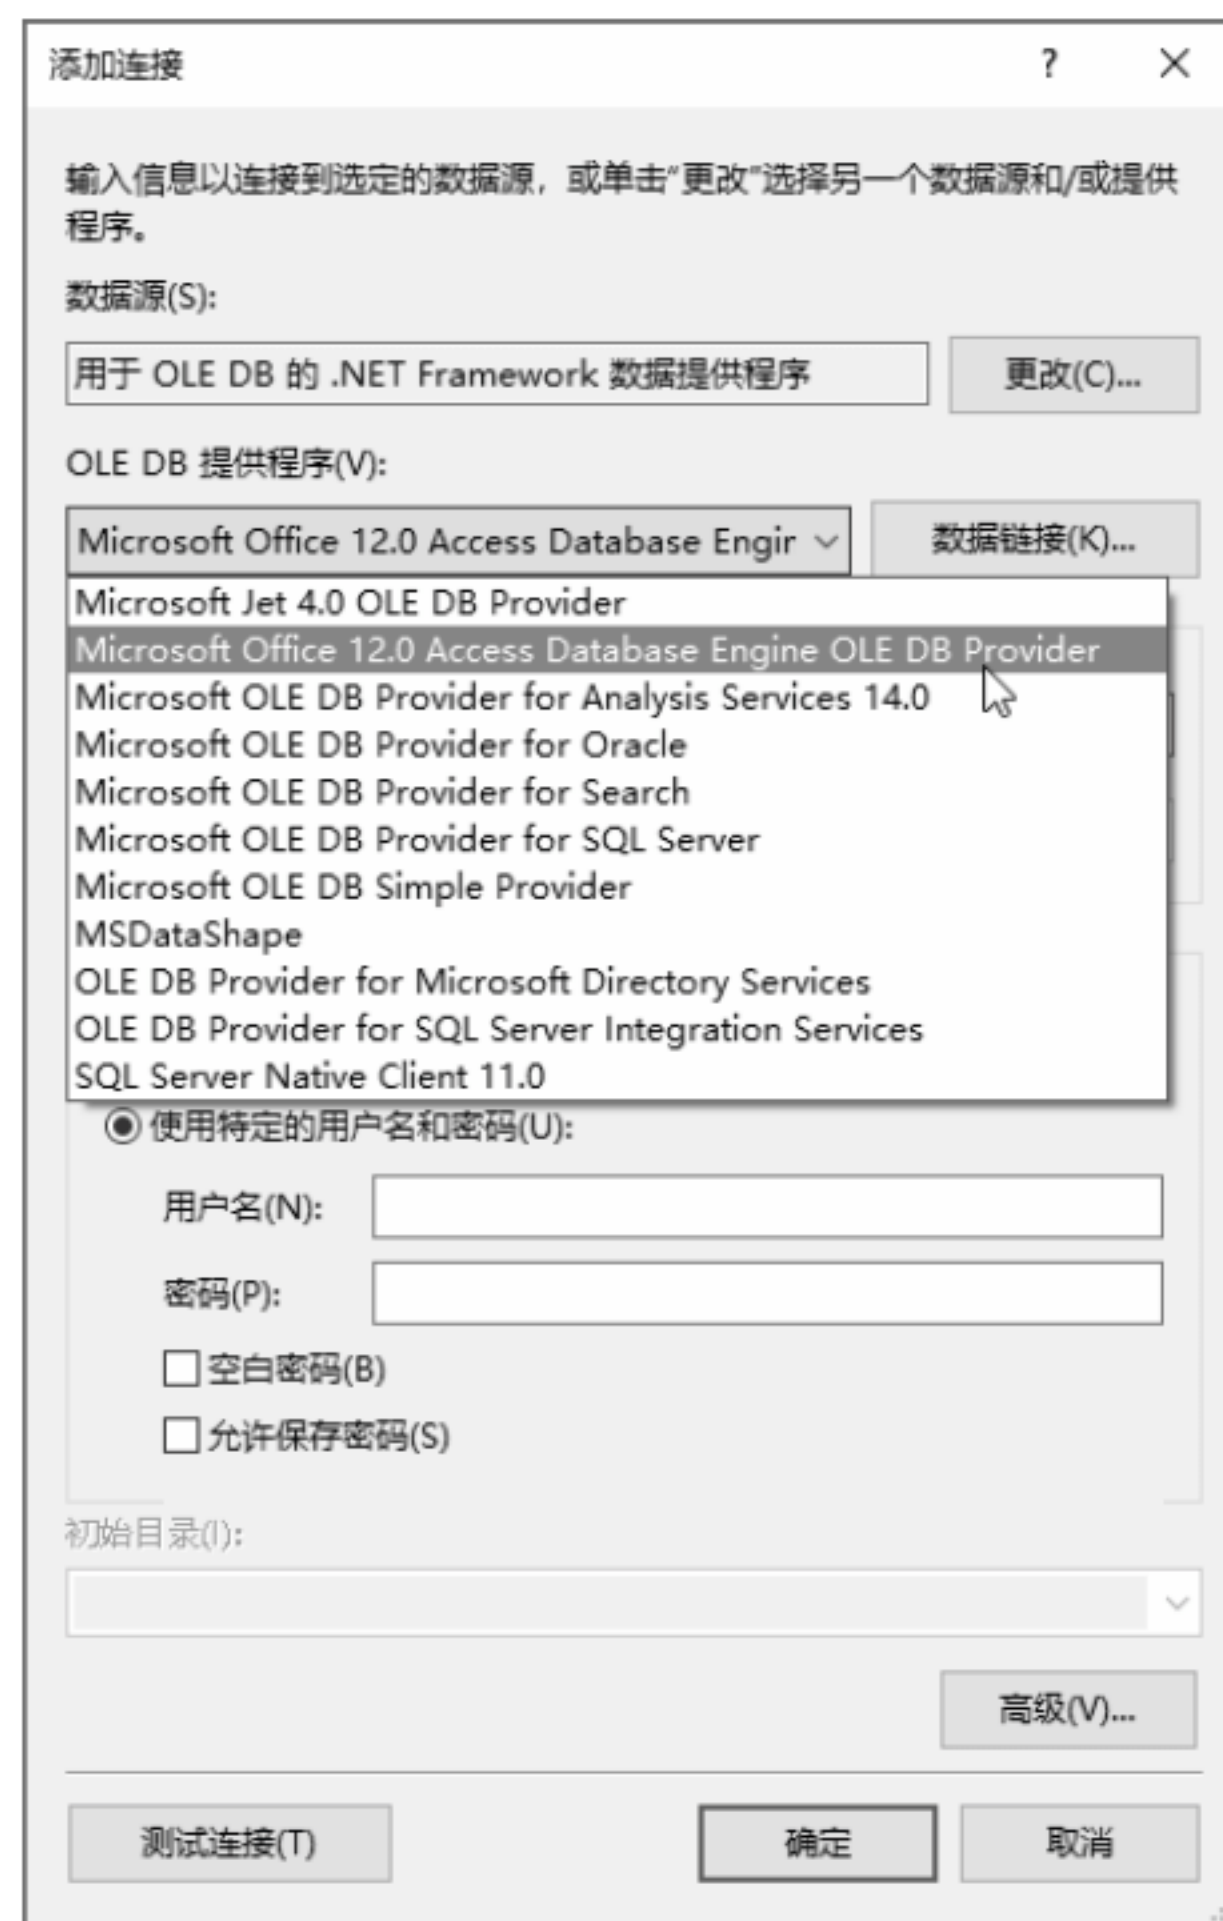 添加连接
?
输入信息以连接到选定的数据源，或单击“更改”选择另一个数据源和/或提供
程序。
数据源(S):
用于 OLE DB 的 .NET Framework 数据提供程序
更改(C)...
OLE DB 提供程序(V):
Microsoft Office 12.0 Access Database Engir
数据链接(K)...
Microsoft Jet 4.0 OLE DB Provider
Microsoft Office 12.0 Access Database Engine OLE DB Provider
Microsoft OLE DB Provider for Analysis Services 14.0
Microsoft OLE DB Provider for Oracle
Microsoft OLE DB Provider for Search
Microsoft OLE DB Provider for SQL Server
Microsoft OLE DB Simple Provider
MSDataShape
OLE DB Provider for Microsoft Directory Services
OLE DB Provider for SQL Server Integration Services
SQL Server Native Client 11.0
使用特定的用户名和密码(U):
用户名(N):
密码(P):
空白密码(B)
允许保存密码(S)
初始目录(I):
高级(V)...
测试连接(T)
确定
取消